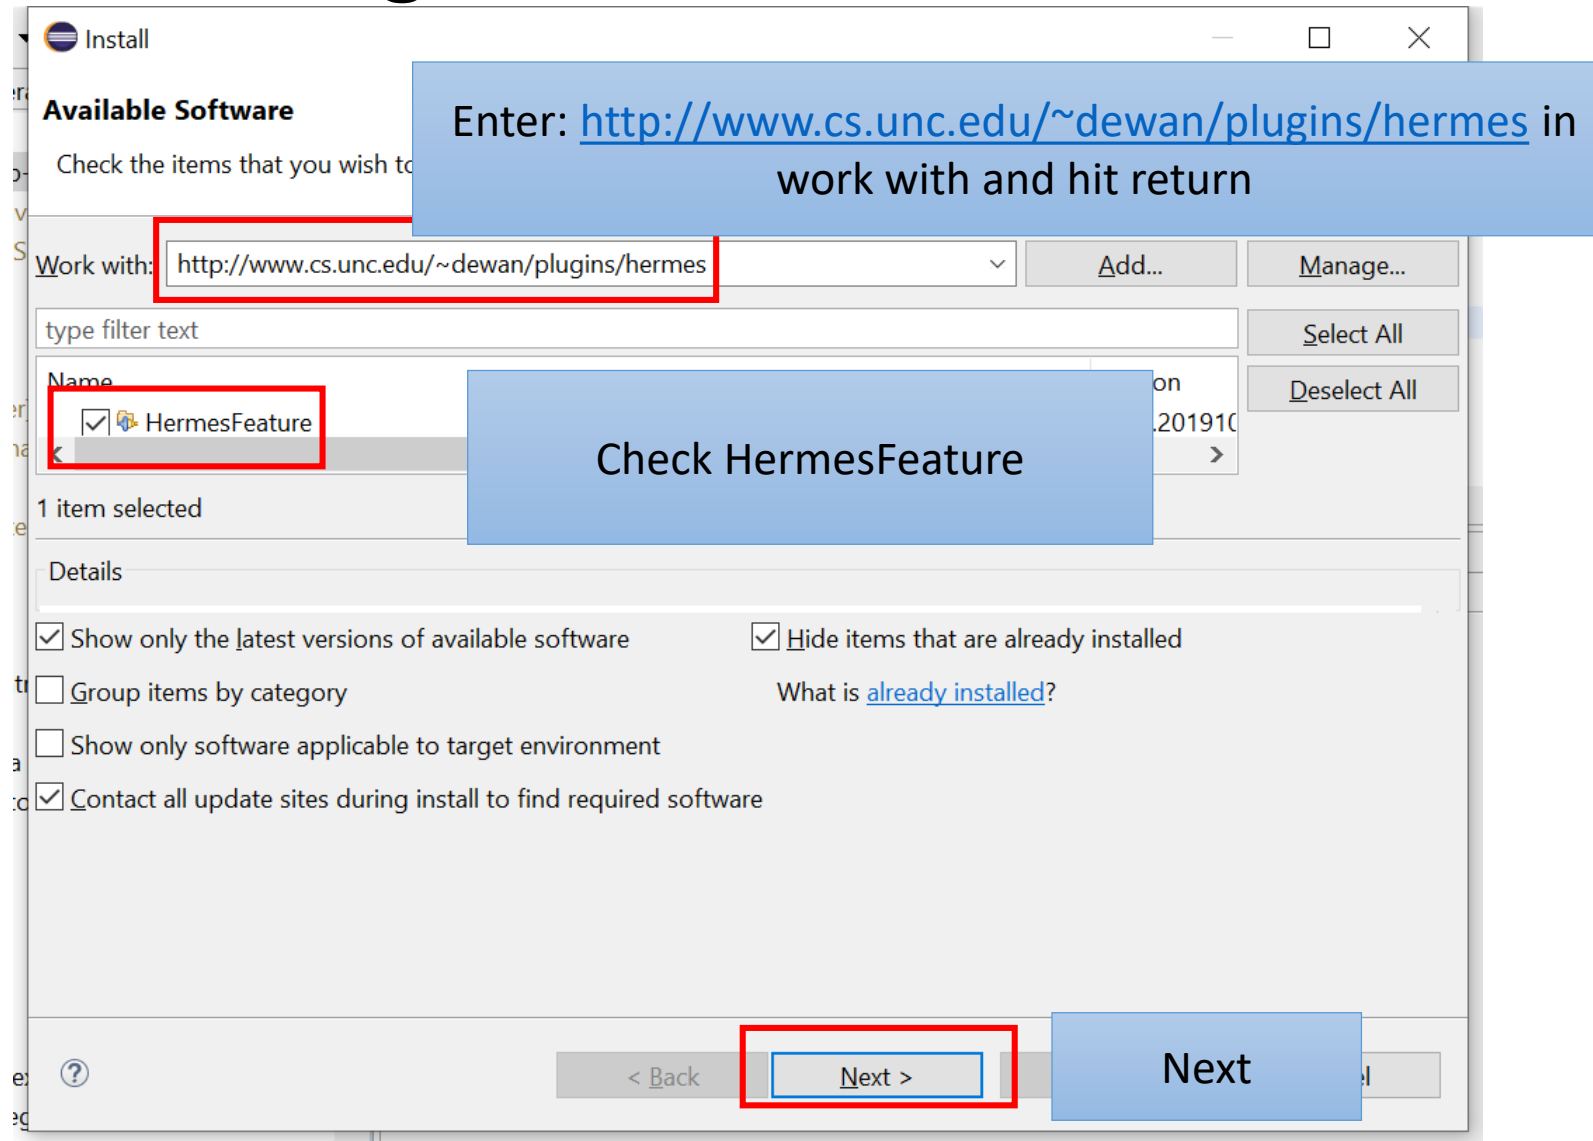 Install
Available Software
Check the items that you wish to
Enter: http://www.cs.unc.edu/~dewan/plugins/hermes in
work with and hit return
Work with: http://www.cs.unc.edu/~dewan/plugins/hermes
Add...
Manage...
type filter text
Select All
Name
Deselect All
HermesFeature
.201910
Check HermesFeature
1 item selected
Details
Show only the latest versions of available software
Hide items that are already installed
Group items by category
What is already installed?
Show only software applicable to target environment
Contact all update sites during install to find required software
< Back
Next >
Next